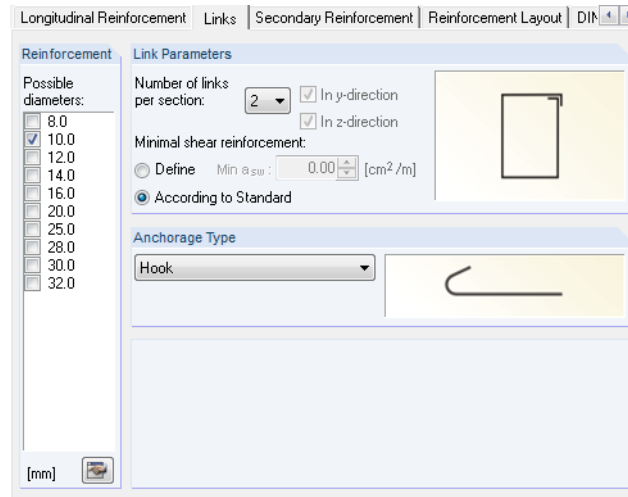 Longitudinal Reinforcement Links Secondary Reinforcement Reinforcement Layout
Reinforcement
Possible
diameters:
8.0
10.0
12.0
14.0
16.0
20.0
25.0
28.0
30.0
32.0
[mm]
Link Parameters
Number of links
per section:
2
In y-direction
In z-direction
Minimal shear reinforcement:
Define Min a sw : 0.00 [cm² /m]
According to Standard
Anchorage Type
Hook